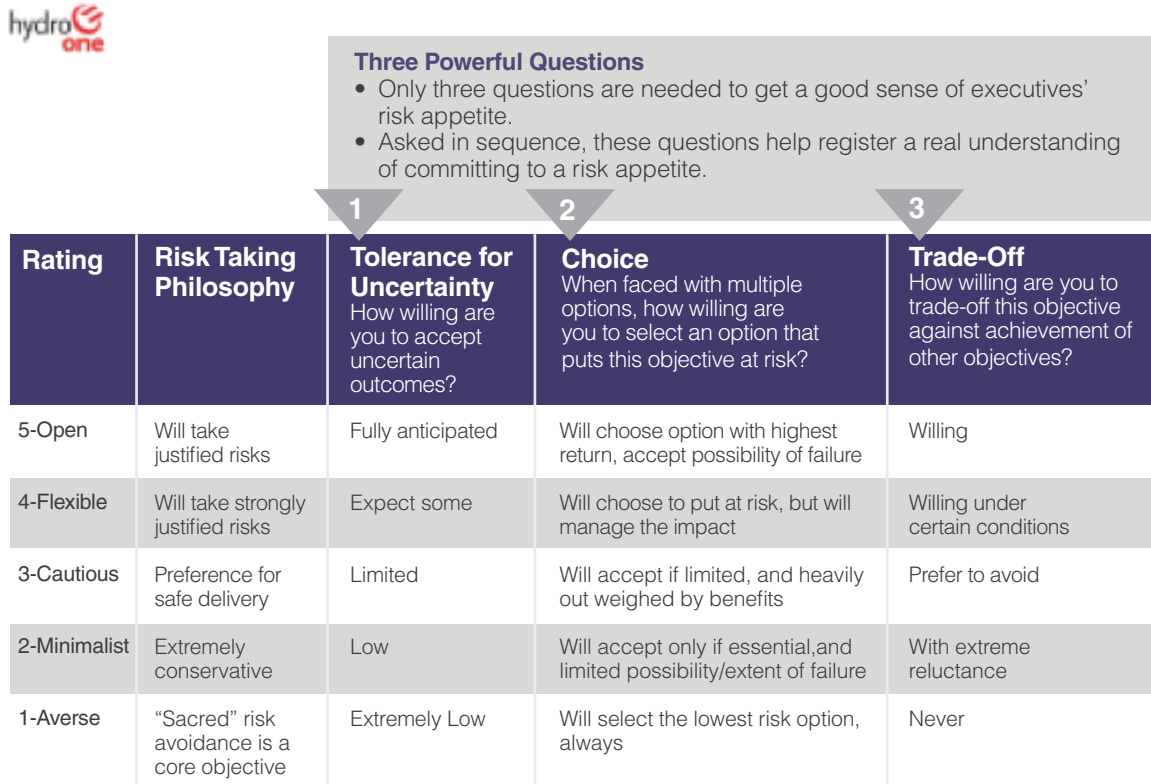 hydro
one
Three Powerful Questions
• Only three questions are needed to get a good sense of executives'
risk appetite.
• Asked in sequence, these questions help register a real understanding
of committing to a risk appetite.
1
2
3
Rating
Risk Taking
Philosophy
Tolerance for
Uncertainty
How willing are
you to accept
uncertain
outcomes?
Choice
When faced with multiple
options, how willing are
you to select an option that
puts this objective at risk?
Trade-Off
How willing are you to
trade-off this objective
against achievement of
other objectives?
5-Open
Will take
justified risks
Fully anticipated
Will choose option with highest
return, accept possibility of failure
Willing
4-Flexible
Will take strongly
justified risks
Expect some
Will choose to put at risk, but will
manage the impact
Willing under
certain conditions
3-Cautious
Preference for
safe delivery
Limited
Will accept if limited, and heavily
out weighed by benefits
Prefer to avoid
2-Minimalist
Extremely
conservative
Low
Will accept only if essential,and
limited possibility/extent of failure
With extreme
reluctance
1-Averse
“Sacred” risk
avoidance is a
core objective
Extremely Low
Will select the lowest risk option,
always
Never